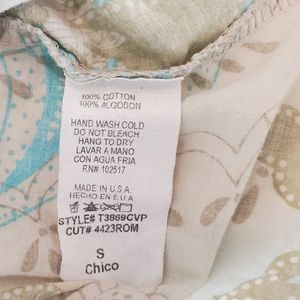 100% COTTON
100% ALGODON
HAND WASH COLD
DO NOT BLEACH
HANG TO DRY
LAVAR A MANO
CON AGUA FRIA
RN# 102517
MADE IN U.S.A
HECHO EN E.U.A
STYLE# T3869CVP
CUT# 4423ROM
S
Chico